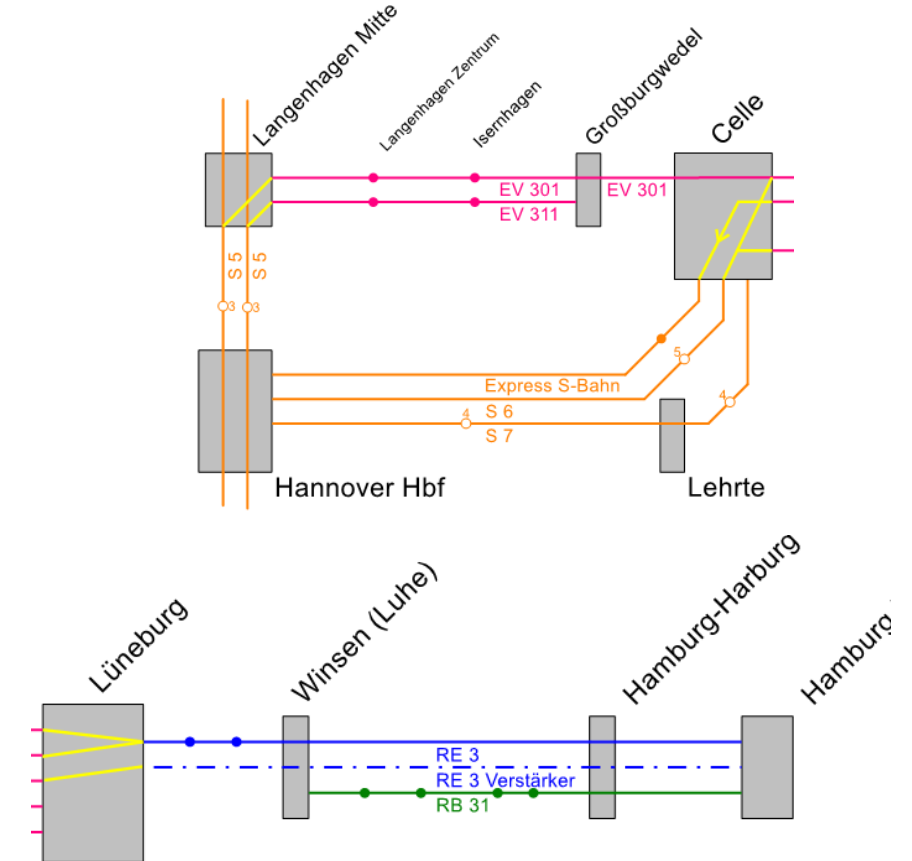 Langenhagen Mitte
Langenhagen Zentrum
Isernhagen
Großburgwedel
Celle
EV 301
EV 301
EV 311
S 5
S 5
3
3
5
Express S-Bahn
4
4
S 6
S 7
Hannover Hbf
Lehrte
Lüneburg
Winsen (Luhe)
Hamburg-Harburg
Hamburg
RE 3
RE 3 Verstärker
RB 31